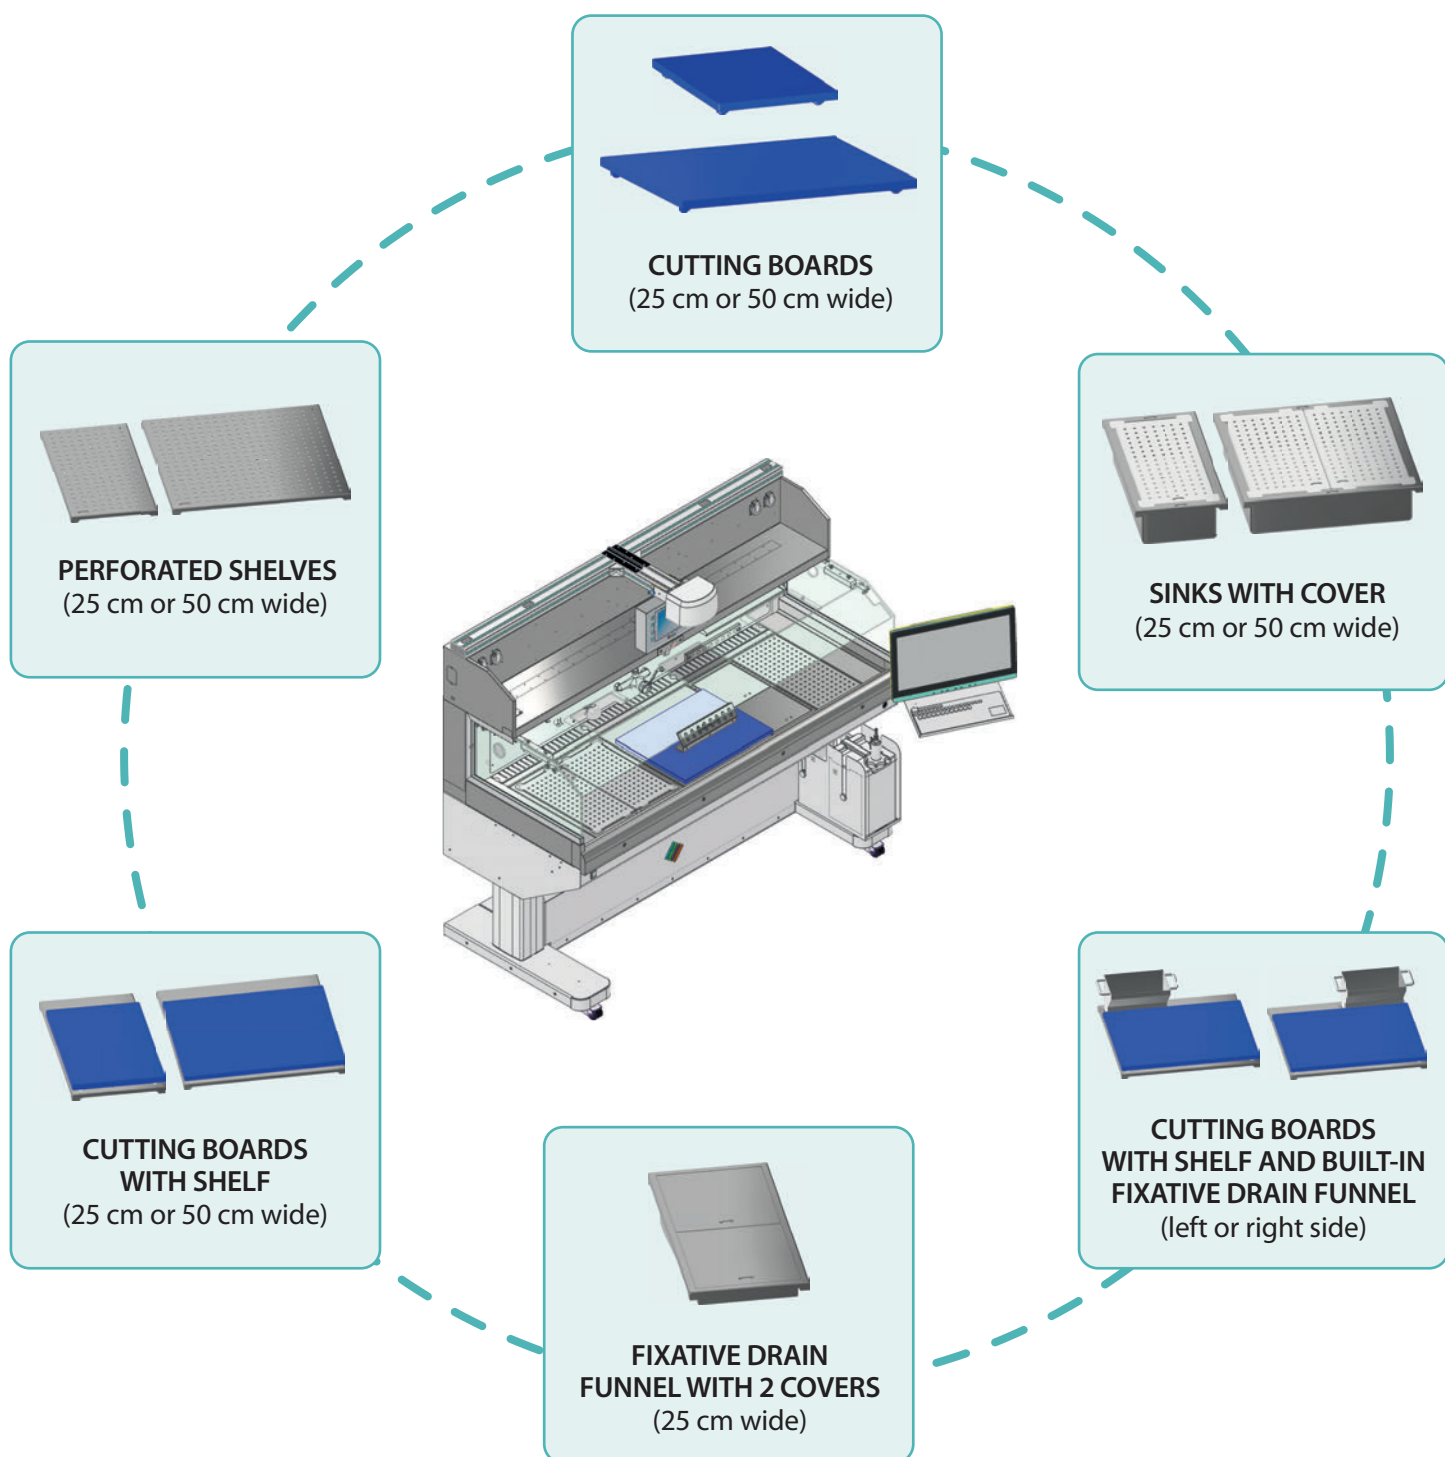 CUTTING BOARDS
(25 cm or 50 cm wide)
PERFORATED SHELVES
(25 cm or 50 cm wide)
SINKS WITH COVER
(25 cm or 50 cm wide)
CUTTING BOARDS
WITH SHELF
(25 cm or 50 cm wide)
CUTTING BOARDS
WITH SHELF AND BUILT-IN
FIXATIVE DRAIN FUNNEL
(left or right side)
FIXATIVE DRAIN
FUNNEL WITH 2 COVERS
(25 cm wide)